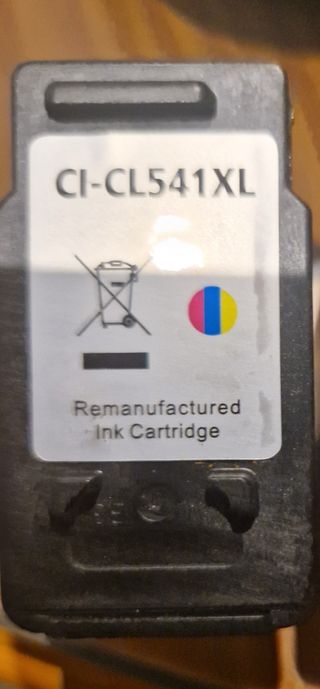 CI-CL541XL
Remanufactured
Ink Cartridge